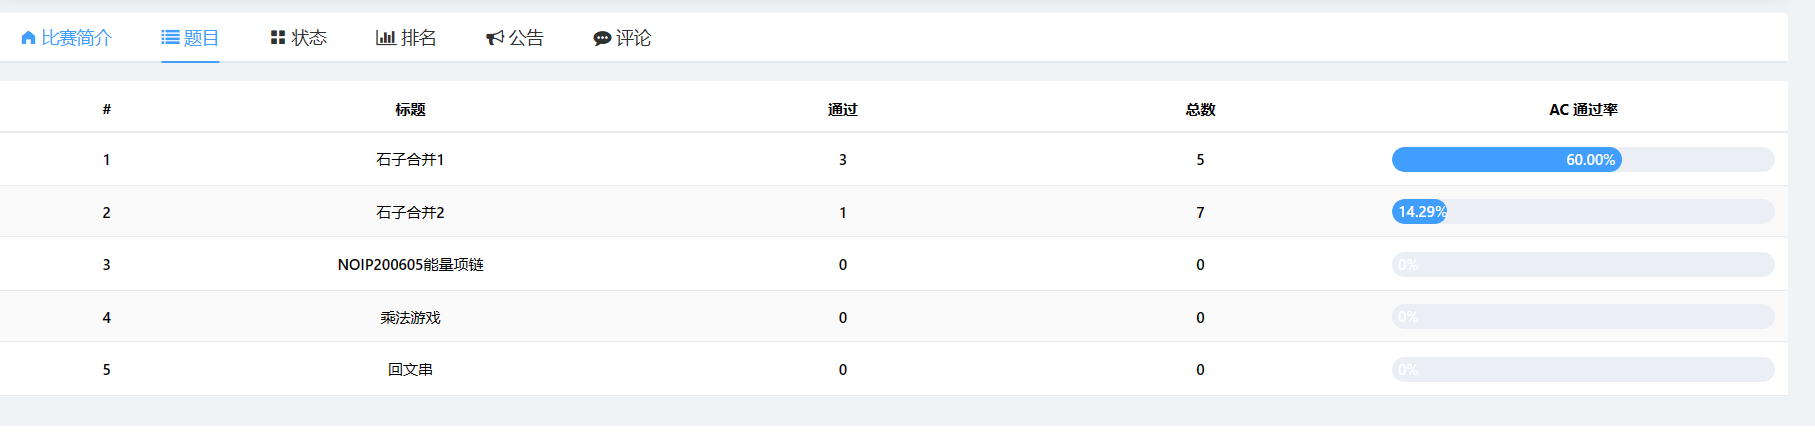 比赛简介 题目 状态 排名 公告 评论
# 标题 通过 总数 AC 通过率
1 石子合并1 3 5 60.00%
2 石子合并2 1 7 14.29%
3 NOIP200605能量项链 0 0 0%
4 乘法游戏 0 0 0%
5 回文串 0 0 0%